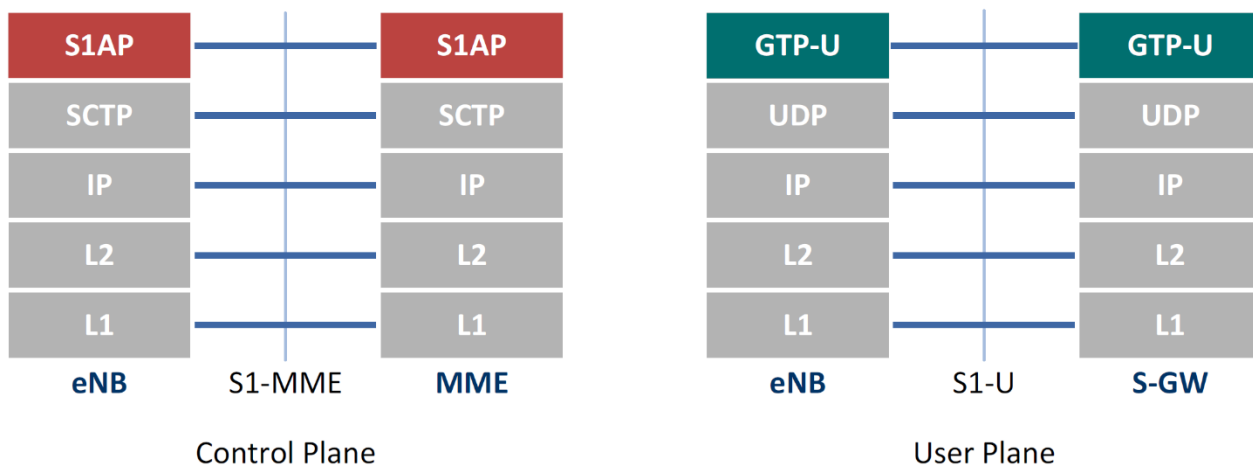 S1AP S1AP GTP-U GTP-U
SCTP SCTP UDP UDP
IP IP IP IP
L2 L2 L2 L2
L1 L1 L1 L1
eNB S1-MME MME eNB S1-U S-GW
Control Plane User Plane